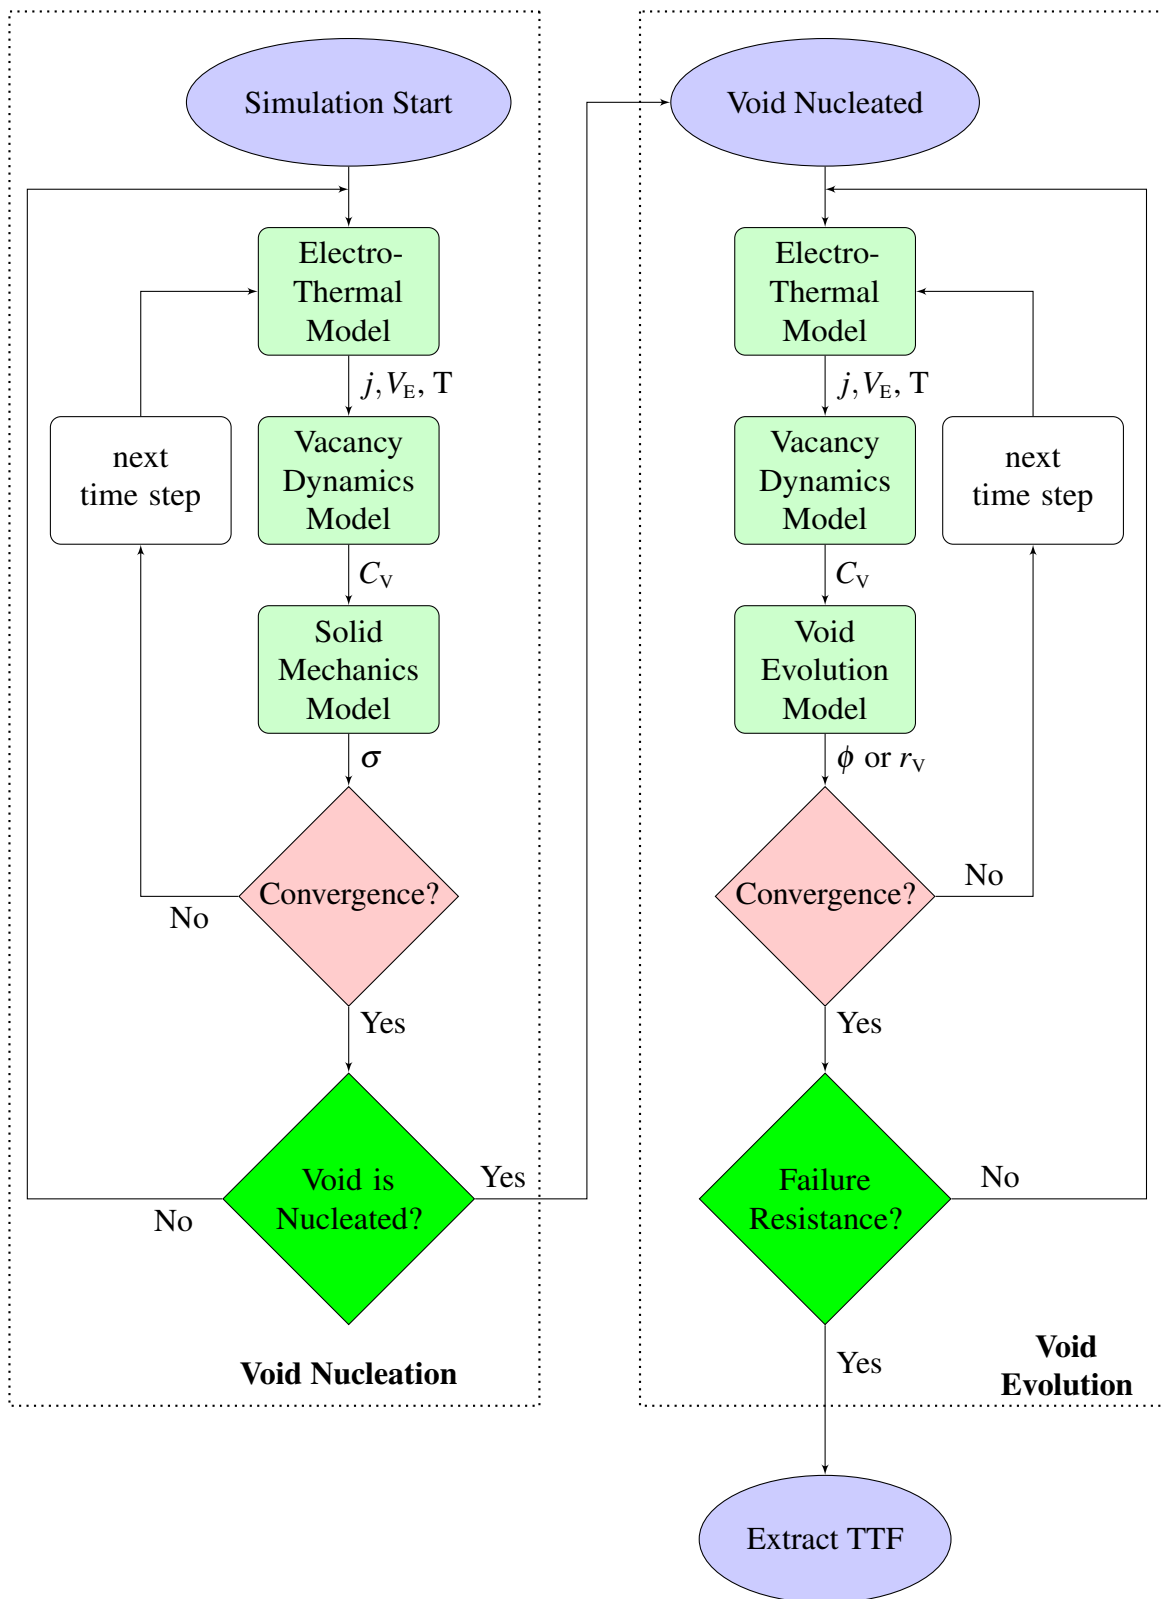 Simulation Start
Electro-
Thermal
Model
j, V_E, T
next
time step
Vacancy
Dynamics
Model
C_V
Solid
Mechanics
Model
σ
Convergence?
No
Yes
Void is
Nucleated?
Yes
No
Void Nucleation
Void Nucleated
Electro-
Thermal
Model
j, V_E, T
Vacancy
Dynamics
Model
next
time step
C_V
Void
Evolution
Model
ϕ or r_V
Convergence?
No
Yes
Failure
Resistance?
No
Yes
Void
Evolution
Extract TTF